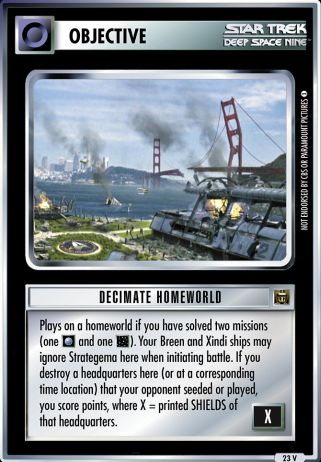 OBJECTIVE
STAR TREK
DEEP SPACE NINE
NOT ENDORSED BY CBS OR PARAMOUNT PICTURES
DECIMATE HOMEWORLD
Plays on a homeworld if you have solved two missions
(one and one ). Your Breen and Xindi ships may
ignore Strategema here when initiating battle. If you
destroy a headquarters here (or at a corresponding
time location) that your opponent seeded or played,
you score points, where X = printed SHIELDS of
that headquarters.
X
23 V